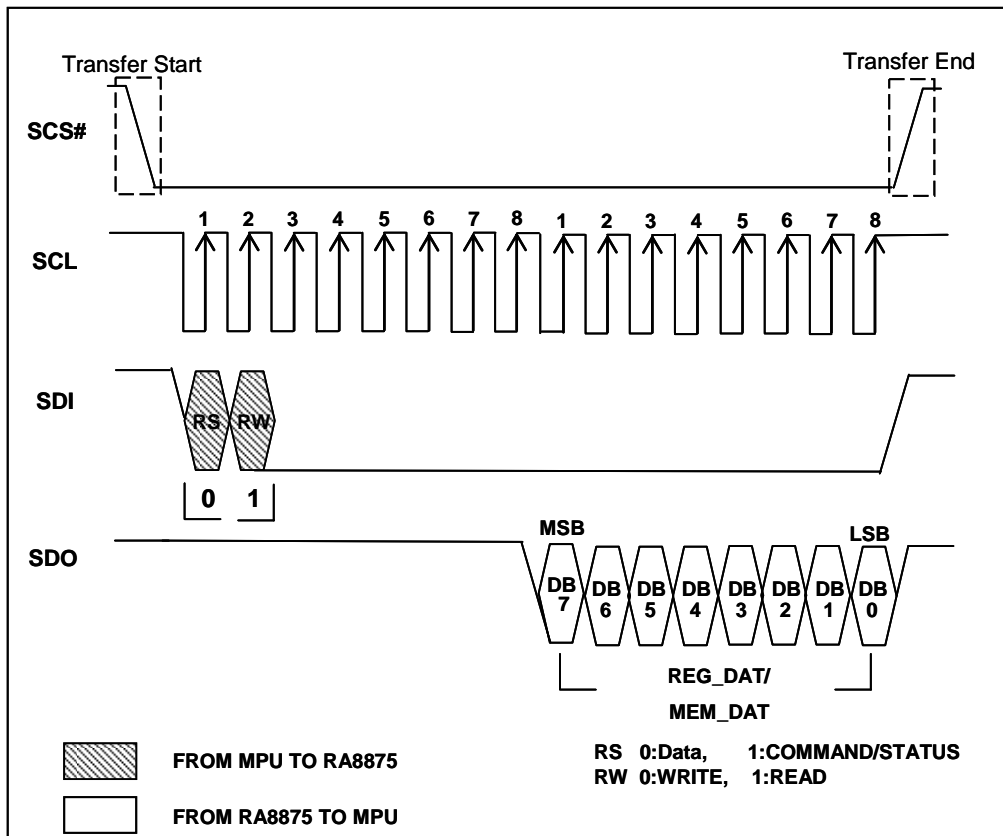 Transfer Start
Transfer End
SCS#
1 2 3 4 5 6 7 8 1 2 3 4 5 6 7 8
SCL
SDI
RS RW
0 1
MSB
LSB
SDO
DB 7 DB 6 DB 5 DB 4 DB 3 DB 2 DB 1 DB 0
REG_DAT/
MEM_DAT
FROM MPU TO RA8875
RS 0:Data, 1:COMMAND/STATUS
RW 0:WRITE, 1:READ
FROM RA8875 TO MPU